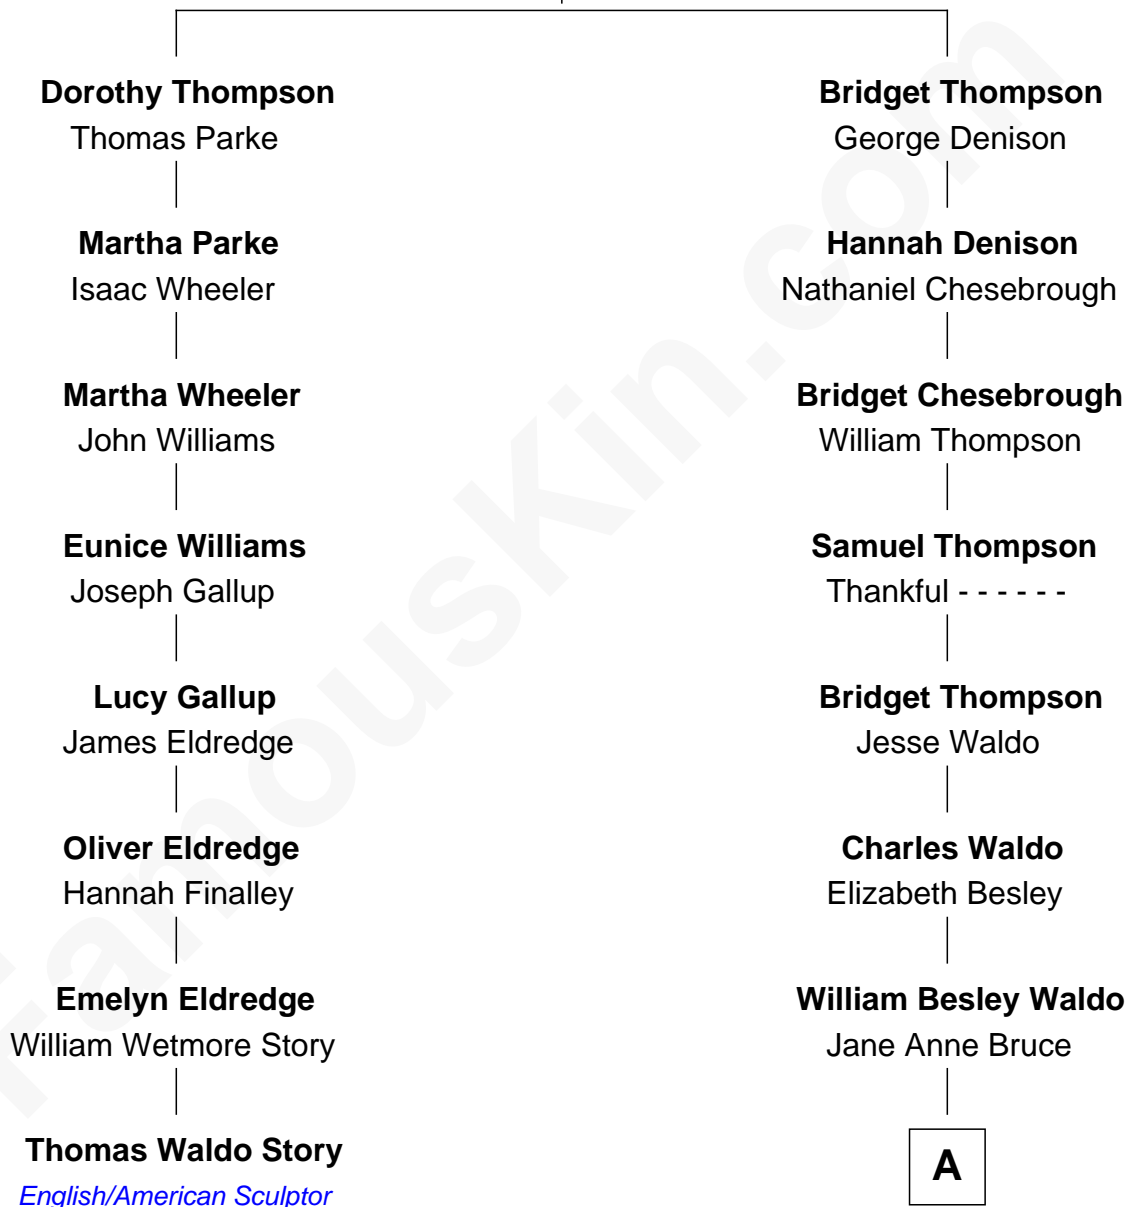 Dorothy Thompson
Thomas Parke
Martha Parke
Isaac Wheeler
Martha Wheeler
John Williams
Eunice Williams
Joseph Gallup
Lucy Gallup
James Eldredge
Oliver Eldredge
Hannah Finalley
Emelyn Eldredge
William Wetmore Story
Thomas Waldo Story
English/American Sculptor
Bridget Thompson
George Denison
Hannah Denison
Nathaniel Chesebrough
Bridget Chesebrough
William Thompson
Samuel Thompson
Thankful - - - - - -
Bridget Thompson
Jesse Waldo
Charles Waldo
Elizabeth Besley
William Besley Waldo
Jane Anne Bruce
A
FamousKin.com